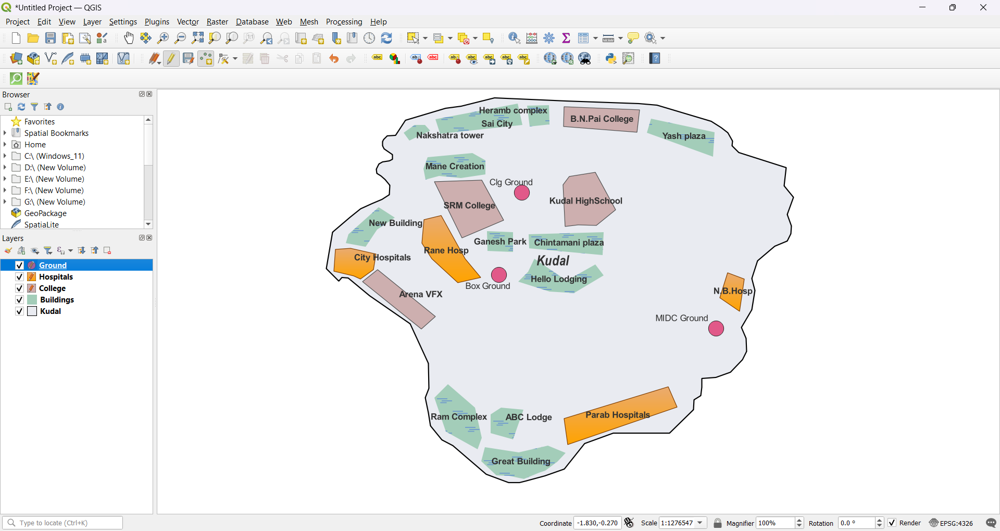 *Untitled Project — QGIS
Project Edit View Layer Settings Plugins Vector Raster Database Web Mesh Processing Help
Browser
Favorites
Spatial Bookmarks
Home
C:\ (Windows_11)
D:\ (New Volume)
E:\ (New Volume)
F:\ (New Volume)
G:\ (New Volume)
GeoPackage
SpatiaLite
Layers
Ground
Hospitals
College
Buildings
Kudal
Heramb complex
Sai City
B.N.Pai College
Nakshatra tower
Yash plaza
Mane Creation
Clg Ground
SRM College
Kudal HighSchool
New Building
Ganesh Park
Chintamani plaza
Rane Hosp
City Hospitals
Kudal
Hello Lodging
Box Ground
Arena VFX
N.B.Hosp
MIDC Ground
Ram Complex
ABC Lodge
Parab Hospitals
Great Building
Type to locate (Ctrl+K)
Coordinate -1.830,-0.270 Scale 1:1276547 Magnifier 100% Rotation 0.0 ° Render EPSG:4326